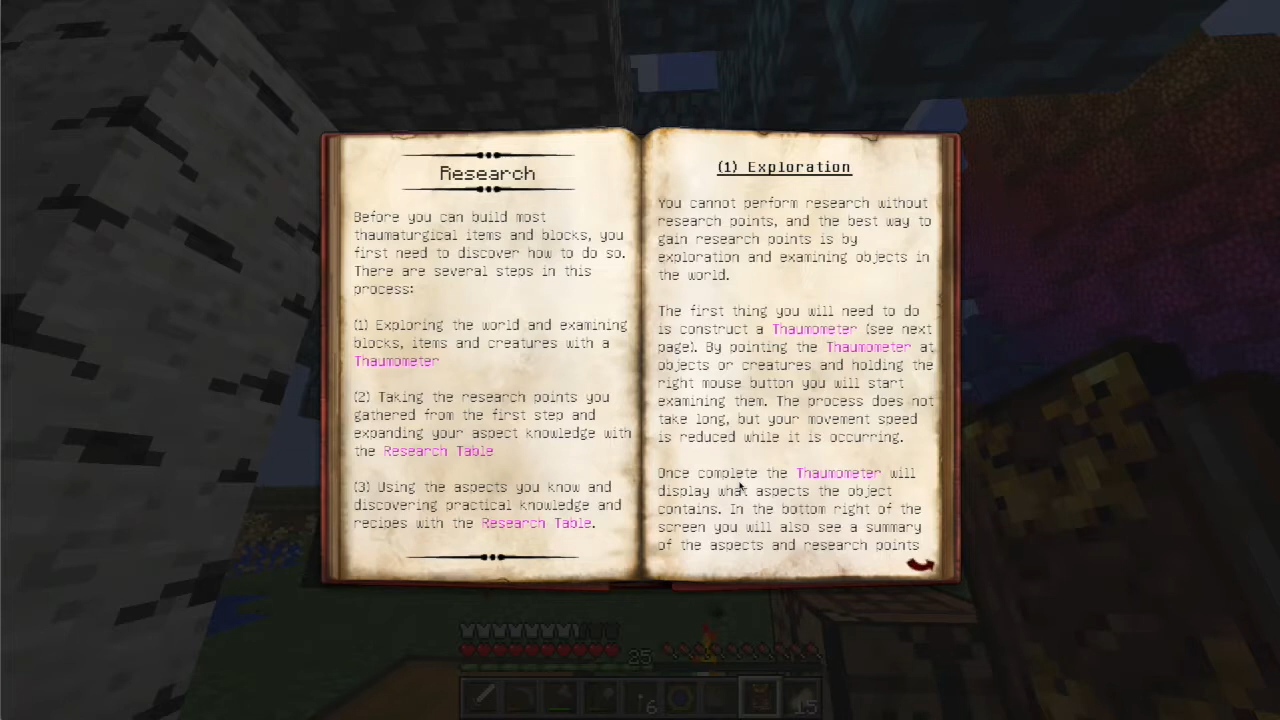 Research
Before you can build most
thaumaturgical items and blocks, you
first need to discover how to do so.
There are several steps in this
process:
(1) Exploring the world and examining
blocks, items and creatures with a
Thaumometer
(2) Taking the research points you
gathered from the first step and
expanding your aspect knowledge with
the Research Table
(3) Using the aspects you know and
discovering practical knowledge and
recipes with the Research Table.
(1) Exploration
You cannot perform research without
research points, and the best way to
gain research points is by
exploration and examining objects in
the world.
The first thing you will need to do
is construct a Thaumometer (see next
page). By pointing the Thaumometer at
objects or creatures and holding the
right mouse button you will start
examining them. The process does not
take long, but your movement speed
is reduced while it is occurring.
Once complete the Thaumometer will
display what aspects the object
contains. In the bottom right of the
screen you will also see a summary
of the aspects and research points
25
6
15